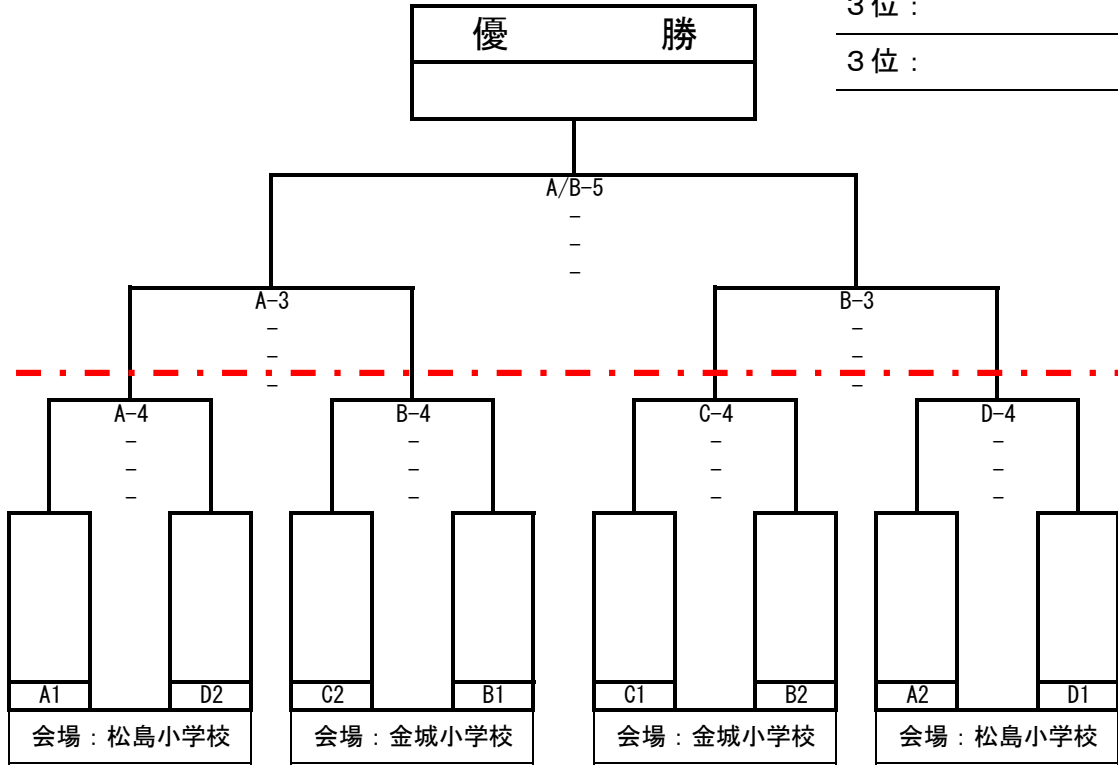 ３位：
優　勝
３位：
A/B-5
-
-
-
A-3 B-3
- -
- -
- -
A-4 B-4 C-4 D-4
- - - -
- - - -
- - - -
A1 D2 C2 B1 C1 B2 A2 D1
会場：松島小学校 会場：金城小学校 会場：金城小学校 会場：松島小学校